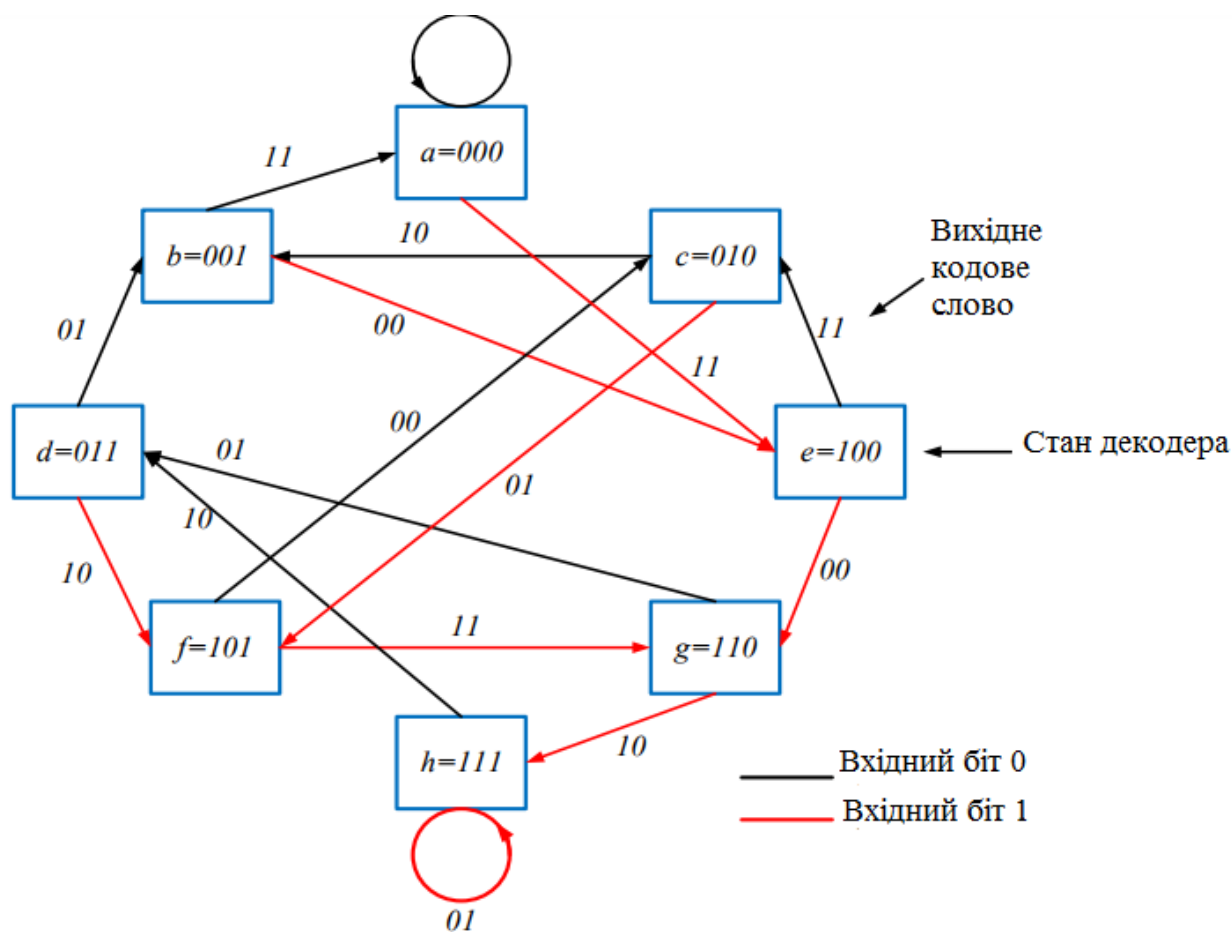 a=000
11
b=001
10
c=010
Вихідне
кодове
слово
01
00
11
11
d=011
01
00
e=100
Стан декодера
10
01
10
00
f=101
11
g=110
10
h=111
Вхідний біт 0
Вхідний біт 1
01